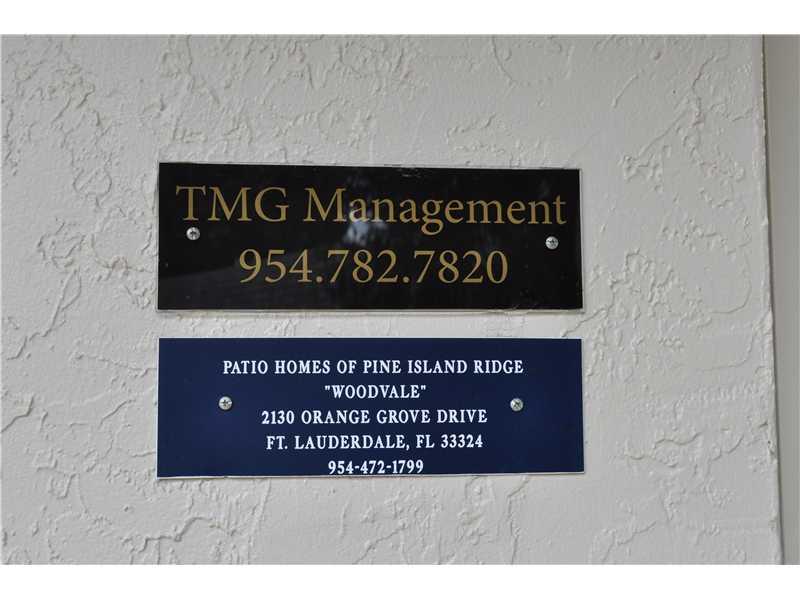 TMG Management
954.782.7820
PATIO HOMES OF PINE ISLAND RIDGE
"WOODVALE"
2130 ORANGE GROVE DRIVE
FT. LAUDERDALE, FL 33324
954-472-1799